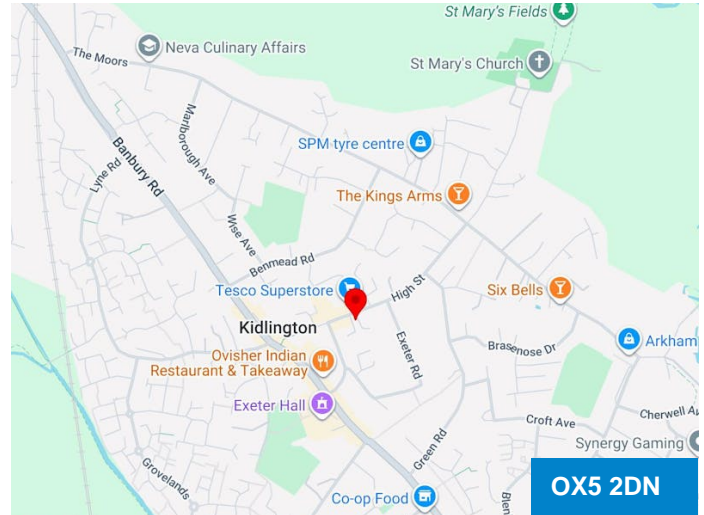 St Mary's Fields
Neva Culinary Affairs
The Moors
St Mary's Church
Marlborough Ave
Banbury Rd
SPM tyre centre
Lyne Rd
The Kings Arms
Wise Ave
Benmead Rd
Tesco Superstore
High St
Six Bells
Kidlington
Exeter Rd
Arkham
Brasenose Dr
Ovisher Indian
Restaurant & Takeaway
Exeter Hall
Croft Ave
Cherwell Av
Green Rd
Synergy Gaming
Grovelands
Blen
Co-op Food
OX5 2DN